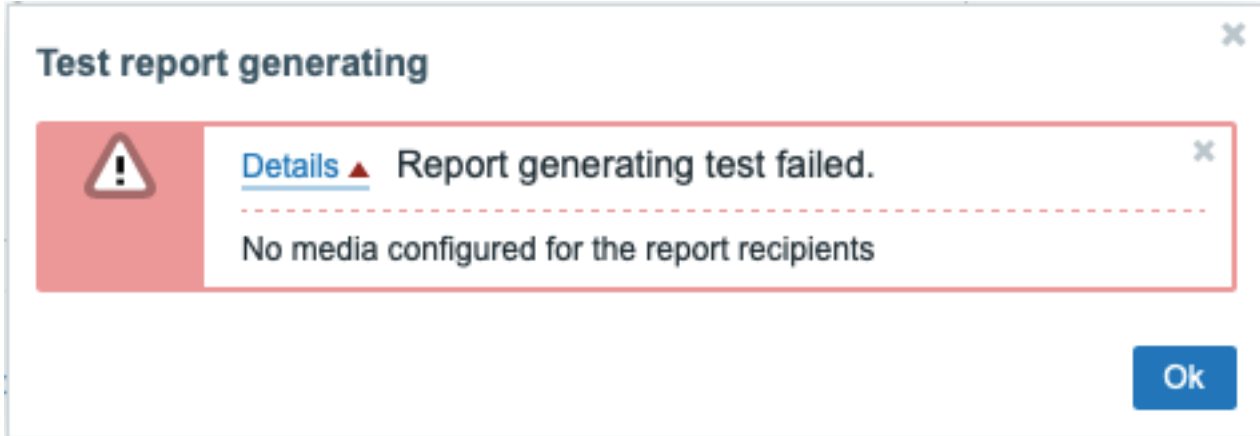 Test report generating
Details Report generating test failed.
No media configured for the report recipients
Ok